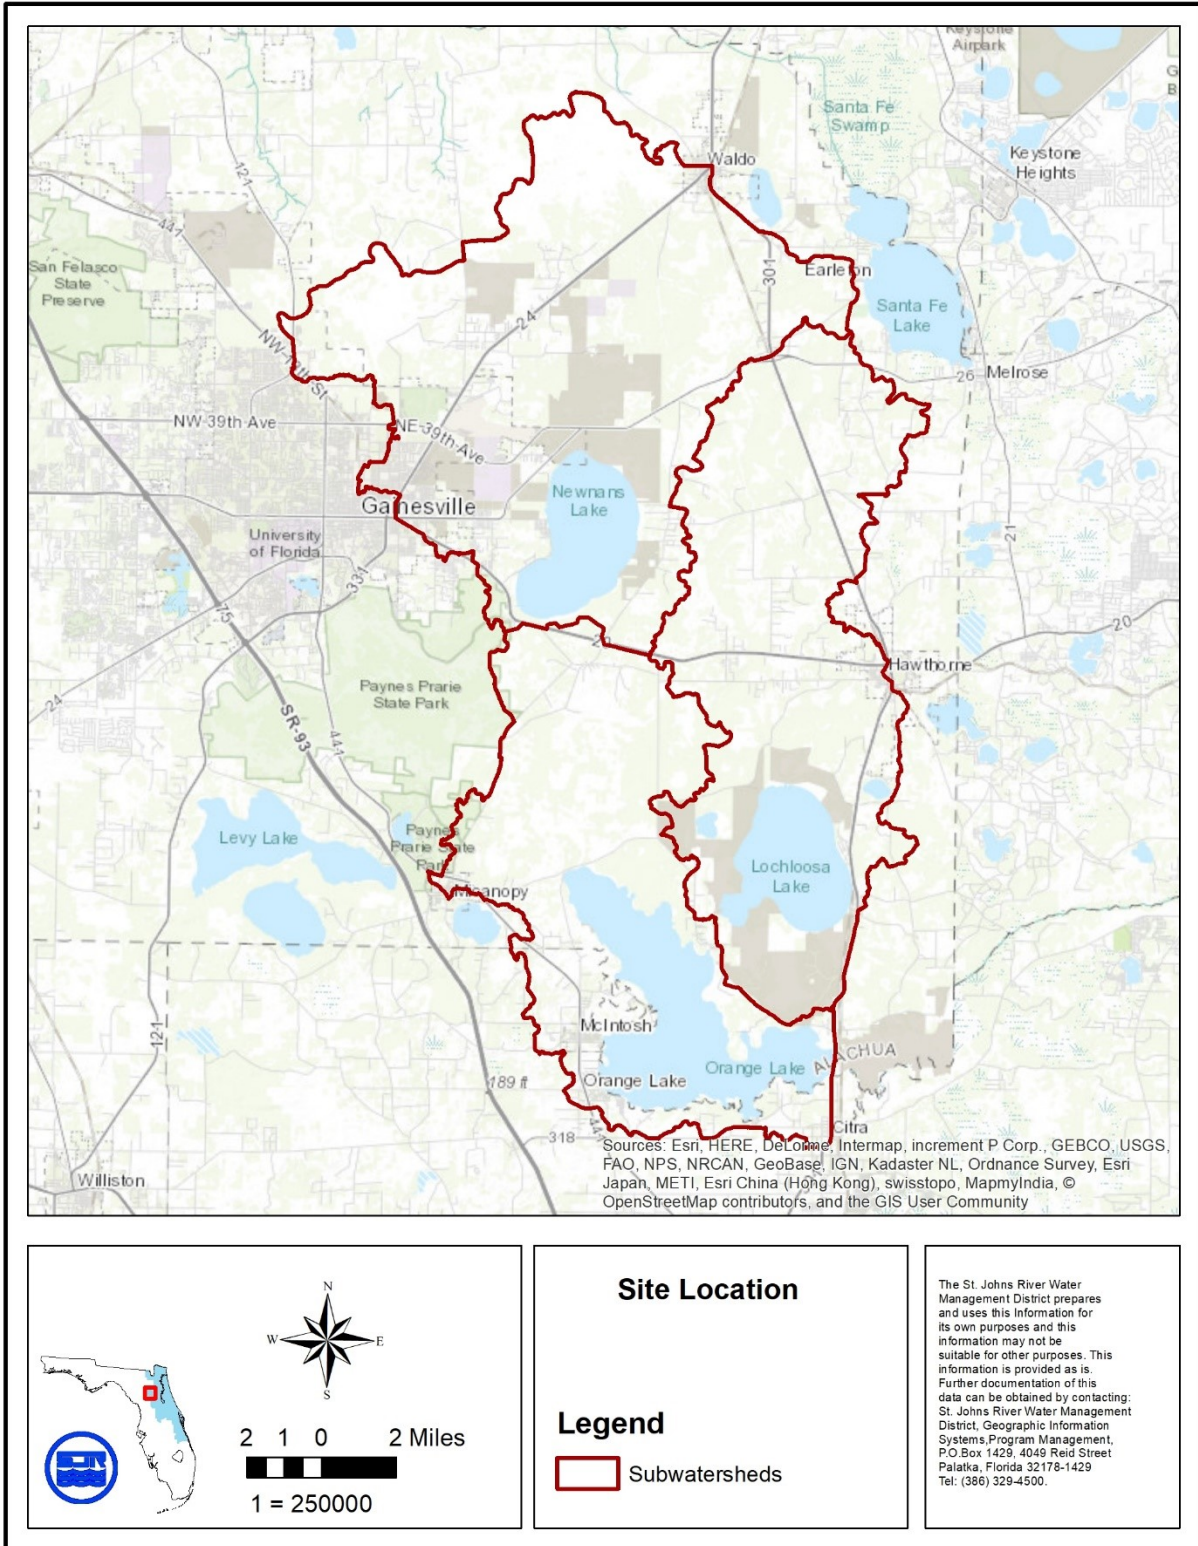 Keystone
Airpark
G
B
Santa Fe
Swamp
Keystone
Heights
Waldo
121
441
San Felasco
State
Preserve
Earleton
301
Santa Fe
Lake
24
NW-13th-St
26
Melrose
NW-39th-Ave
NE-39th-Ave
Newnans
Lake
Gainesville
University
of Florida
331
21
75
20
20
Hawthorne
Paynes Prarie
State Park
24
SR-93
441
Levy Lake
Paynes
Prarie State
Park
Lochloosa
Lake
Micanopy
121
McIntosh
Orange Lake
ALACHUA
189 ft
Orange Lake
441
318
Citra
Williston
Sources: Esri, HERE, DeLorme, Intermap, increment P Corp., GEBCO, USGS,
FAO, NPS, NRCAN, GeoBase, IGN, Kadaster NL, Ordnance Survey, Esri
Japan, METI, Esri China (Hong Kong), swisstopo, MapmyIndia, ©
OpenStreetMap contributors, and the GIS User Community
N
W
E
S
SJR
2 1 0 2 Miles
1 = 250000
Site Location
Legend
Subwatersheds
The St. Johns River Water
Management District prepares
and uses this Information for
its own purposes and this
information may not be
suitable for other purposes. This
information is provided as is.
Further documentation of this
data can be obtained by contacting:
St. Johns River Water Management
District, Geographic Information
Systems,Program Management,
P.O.Box 1429, 4049 Reid Street
Palatka, Florida 32178-1429
Tel: (386) 329-4500.